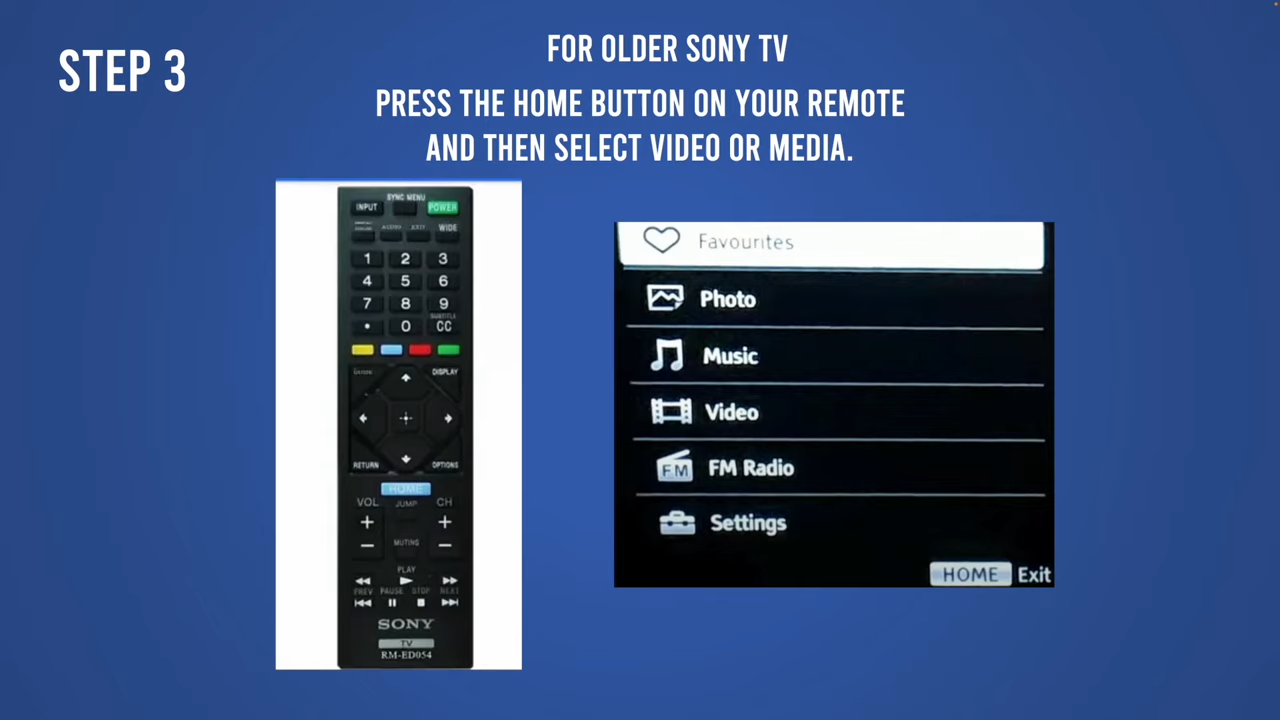 STEP 3
FOR OLDER SONY TV
PRESS THE HOME BUTTON ON YOUR REMOTE
AND THEN SELECT VIDEO OR MEDIA.
SYNC MENU
INPUT
POWER
AUDIO EXIT WIDE
1 2 3
4 5 6
7 8 9
SUBTITLE
• 0 CC
GUIDE DISPLAY
RETURN OPTIONS
HOME
VOL JUMP CH
+ +
MUTING
− −
PLAY
PREV PAUSE STOP NEXT
SONY
TV
RM-ED054
Favourites
Photo
Music
Video
FM FM Radio
Settings
HOME Exit